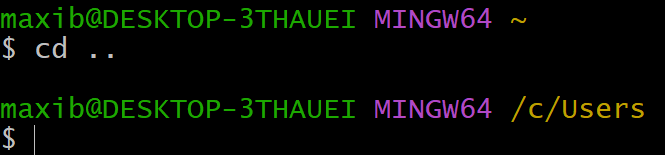 maxib@DESKTOP-3THAUEI MINGW64 ~
$ cd ..
maxib@DESKTOP-3THAUEI MINGW64 /c/Users
$